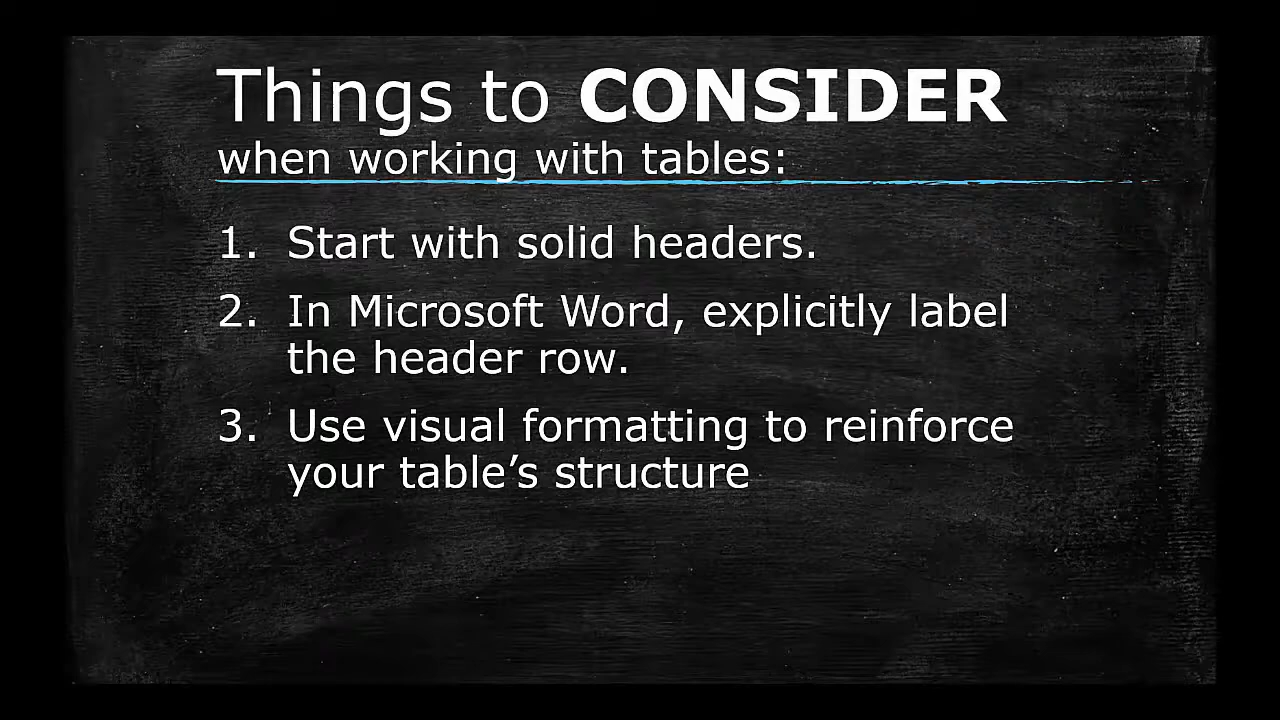 Things to CONSIDER
when working with tables:
1. Start with solid headers.
2. In Microsoft Word, explicitly label
the header row.
3. Use visual formatting to reinforce
your table’s structure